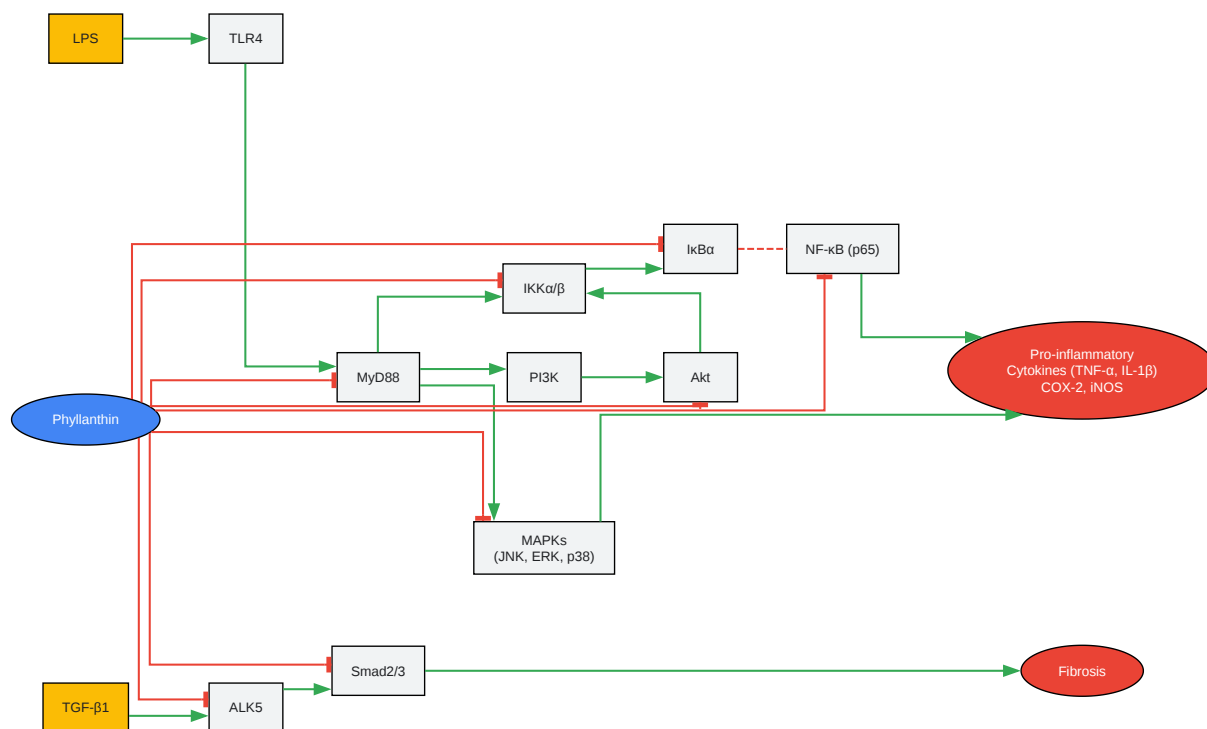 LPS
TLR4
IκBα
NF-κB (p65)
IKKα/β
Pro-inflammatory
Cytokines (TNF-α, IL-1β)
COX-2, iNOS
MyD88
PI3K
Akt
Phyllanthin
MAPKs
(JNK, ERK, p38)
Smad2/3
Fibrosis
TGF-β1
ALK5